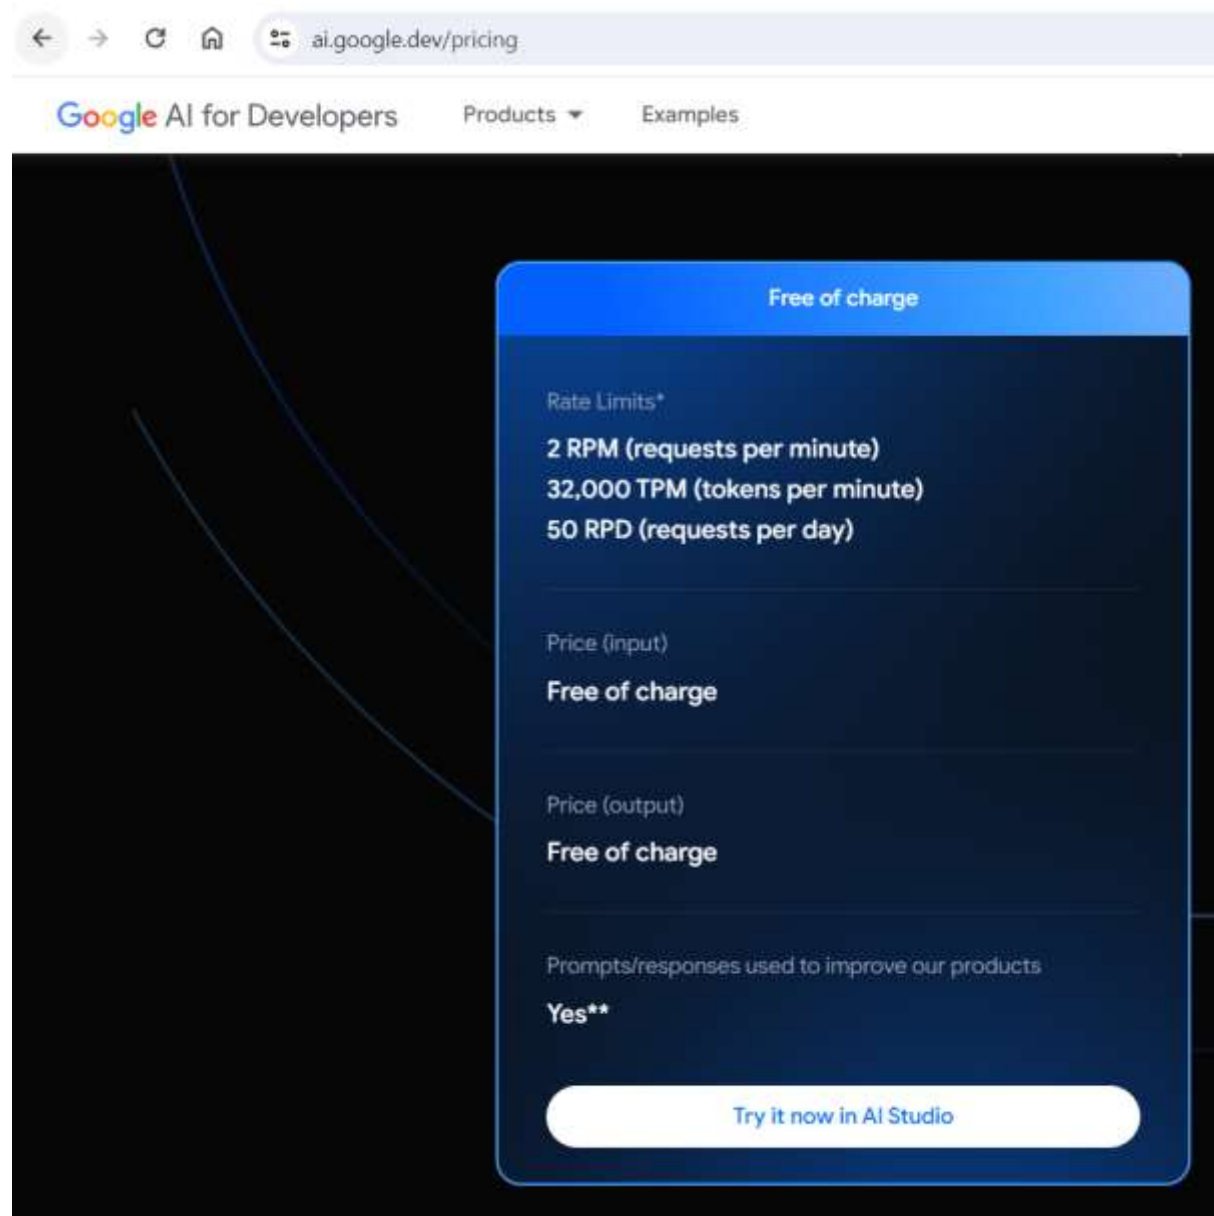 ai.google.dev/pricing
Google AI for Developers Products Examples
Free of charge
Rate Limits*
2 RPM (requests per minute)
32,000 TPM (tokens per minute)
50 RPD (requests per day)
Price (input)
Free of charge
Price (output)
Free of charge
Prompts/responses used to improve our products
Yes**
Try it now in AI Studio